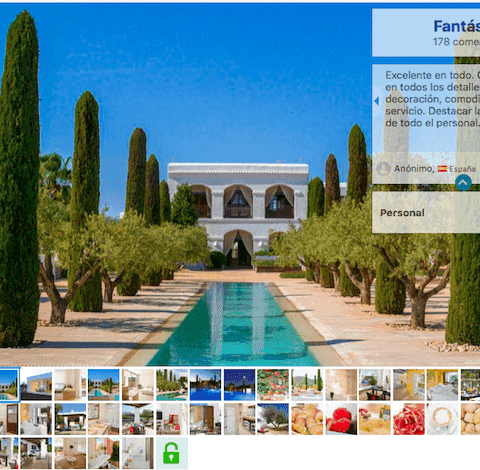 Fantás
178 come
Excelente en todo.
en todos los detalle
decoración, comodi
servicio. Destacar la
de todo el personal.
Anónimo, España
Personal